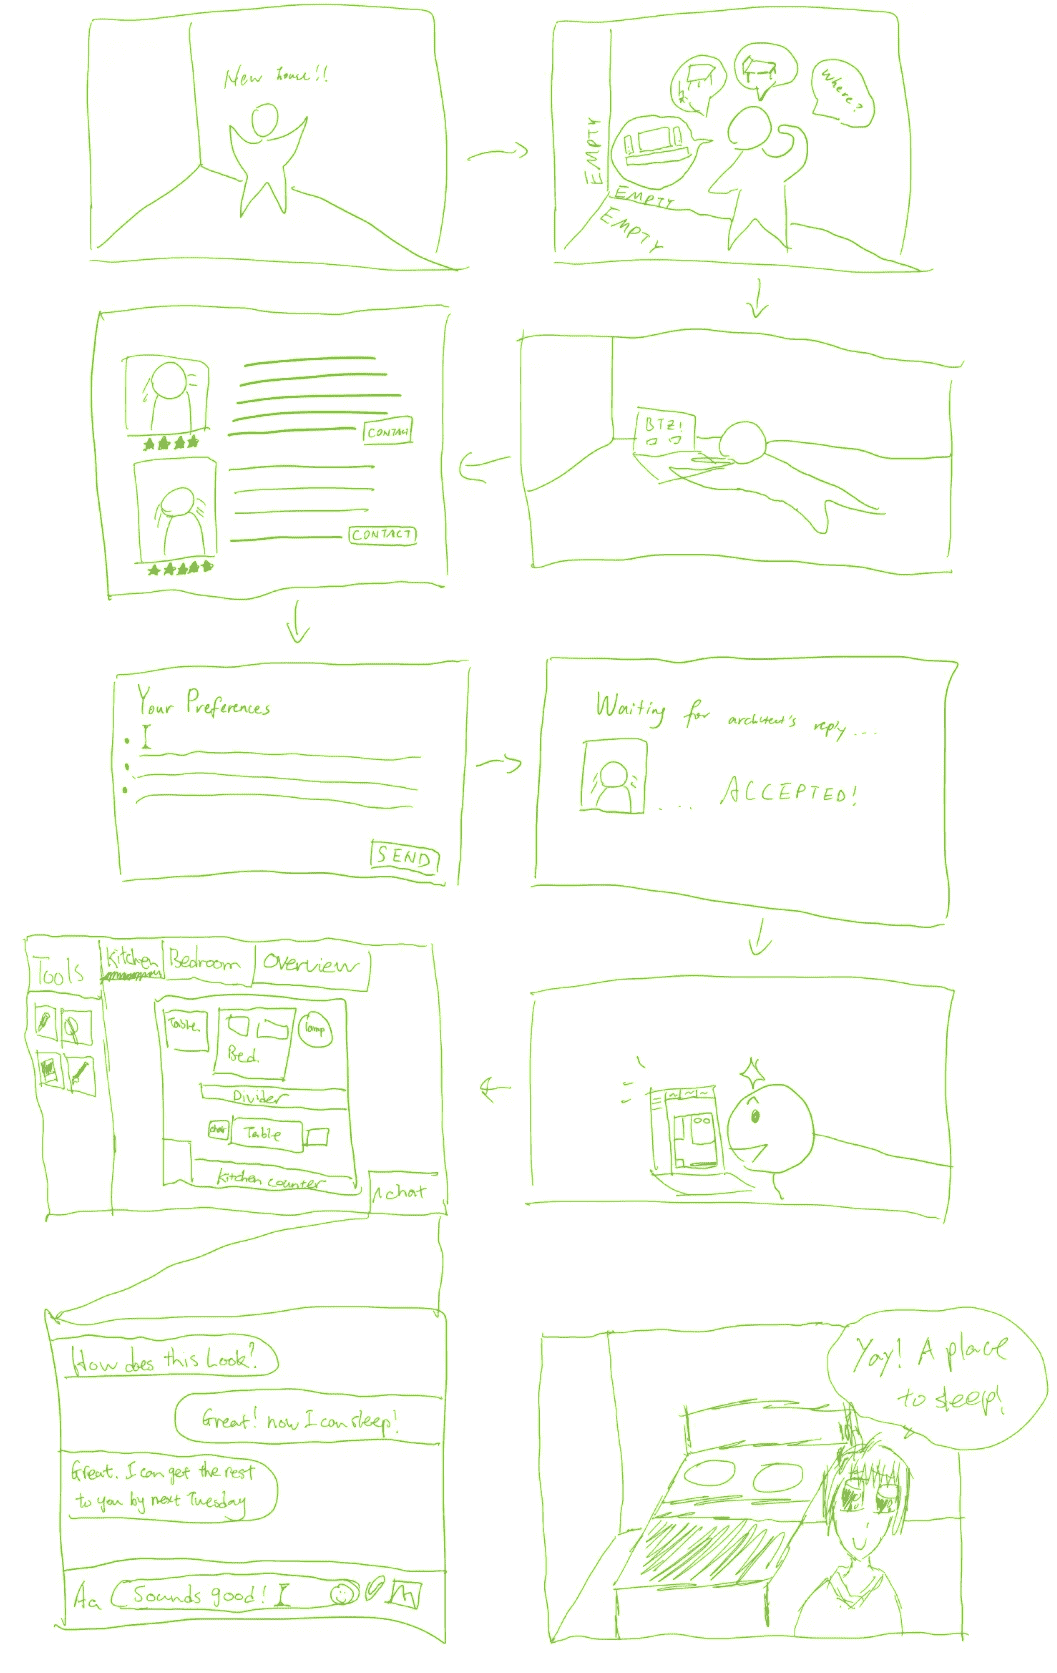 New house!!
Where?
EMPTY
EMPTY
EMPTY
BTZ!
CONTACT
CONTACT
Your Preferences
SEND
Waiting for architect's reply...
.... ACCEPTED!
Tools
Kitchen
Bedroom
Overview
Table
Bed
lamp
Divider
chair
Table
Kitchen counter
^chat
How does this Look?
Great! now I can sleep!
Great. I can get the rest
to you by next Tuesday
Aa
Sounds good!
Yay! A place
to sleep!